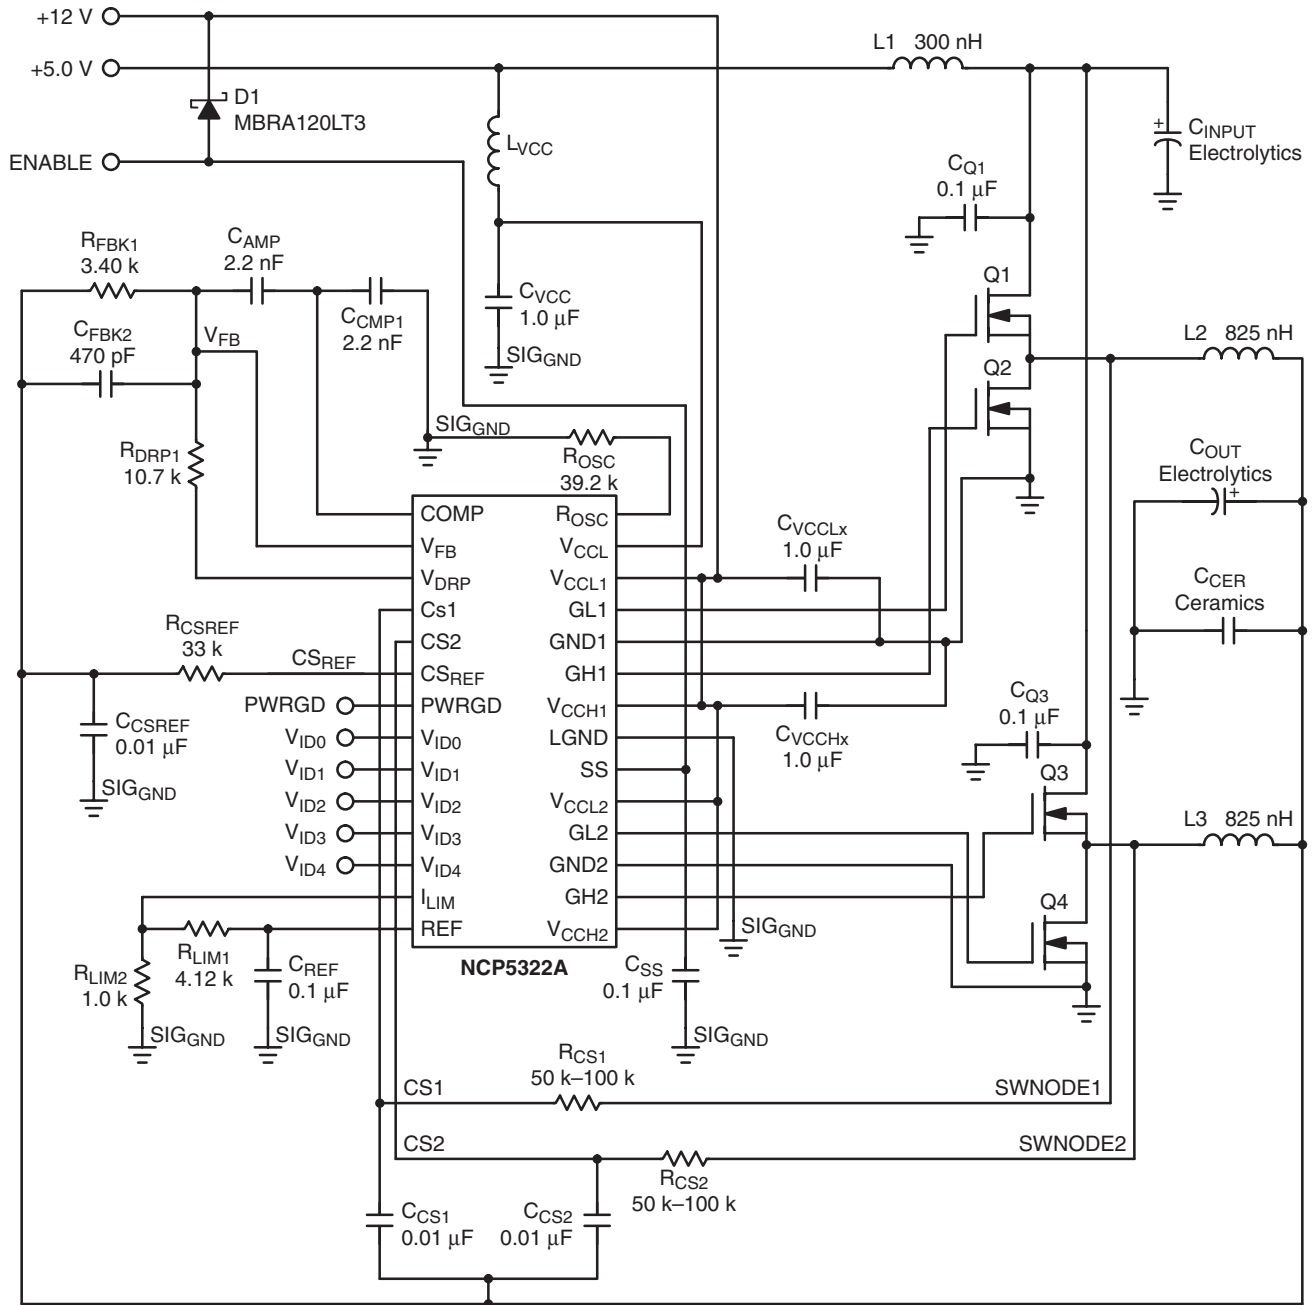 +12 V
L1 300 nH
+5.0 V
D1
MBRA120LT3
ENABLE
LVCC
CINPUT
Electrolytics
CQ1
0.1 µF
RFBK1
3.40 k
CAMP
2.2 nF
CCMP1
2.2 nF
CVCC
1.0 µF
SIGGND
Q1
L2 825 nH
Q2
CFBK2
470 pF
VFB
RDRP1
10.7 k
SIGGND
ROSC
39.2 k
COUT
Electrolytics
+
CCER
Ceramics
CVCCLx
1.0 µF
COMP
VFB
VDRP
Cs1
CS2
CSREF
PWRGD
VID0
VID1
VID2
VID3
VID4
ILIM
REF
ROSC
VCCL
VCCL1
GL1
GND1
GH1
VCCH1
LGND
SS
VCCL2
GL2
GND2
GH2
VCCH2
NCP5322A
RCSREF
33 k
CSREF
CCSREF
0.01 µF
SIGGND
PWRGD
VID0
VID1
VID2
VID3
VID4
CVCCHx
1.0 µF
CQ3
0.1 µF
Q3
L3 825 nH
Q4
SIGGND
RLIM1
4.12 k
RLIM2
1.0 k
CREF
0.1 µF
SIGGND
SIGGND
CSS
0.1 µF
SIGGND
RCS1
50 k–100 k
CS1
SWNODE1
CS2
SWNODE2
RCS2
50 k–100 k
CCS1
0.01 µF
CCS2
0.01 µF
+